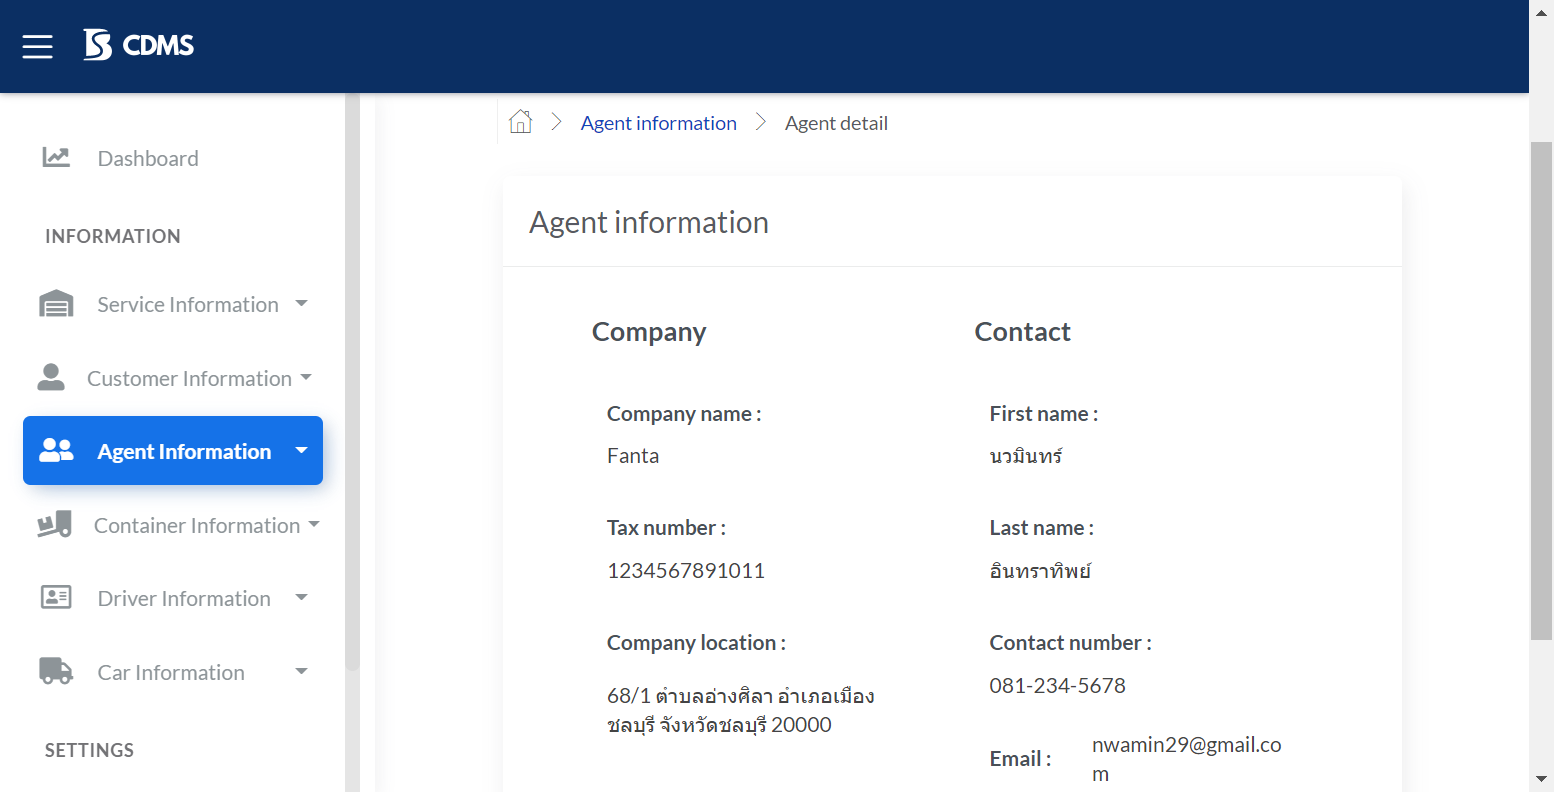 CDMS
Agent information
Agent detail
Dashboard
INFORMATION
Service Information
Customer Information
Agent Information
Container Information
Driver Information
Car Information
SETTINGS
Agent information
Company
Company name :
Fanta
Tax number :
1234567891011
Company location :
68/1 ตำบลอ่างศิลา อำเภอเมือง
ชลบุรี จังหวัดชลบุรี 20000
Contact
First name :
นวมินทร์
Last name :
อินทราทิพย์
Contact number :
081-234-5678
Email :
nwamin29@gmail.co
m